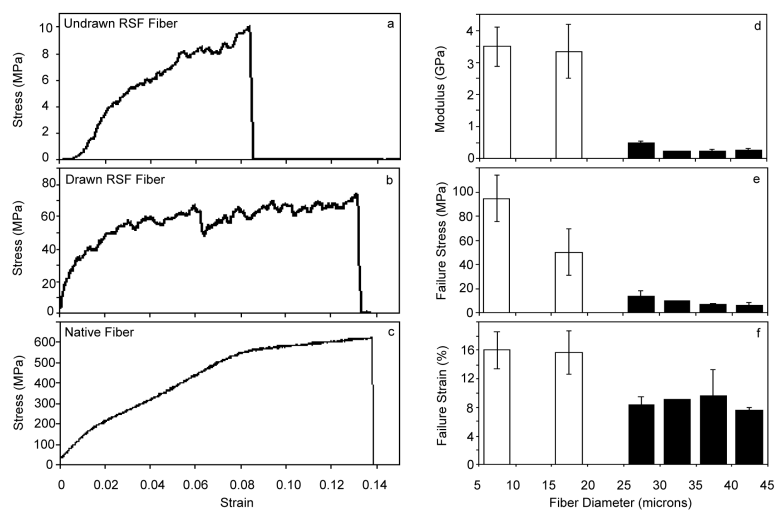 Undrawn RSF Fiber
a
Stress (MPa)
10
8
6
4
2
0
Drawn RSF Fiber
b
Stress (MPa)
80
60
40
20
0
Native Fiber
c
Stress (MPa)
600
500
400
300
200
100
0
0 0.02 0.04 0.06 0.08 0.10 0.12 0.14
Strain
d
Modulus (GPa)
4
3
2
1
0
e
Failure Stress (MPa)
100
80
60
40
20
0
f
Failure Strain (%)
16
12
8
4
0
5 10 15 20 25 30 35 40 45
Fiber Diameter (microns)